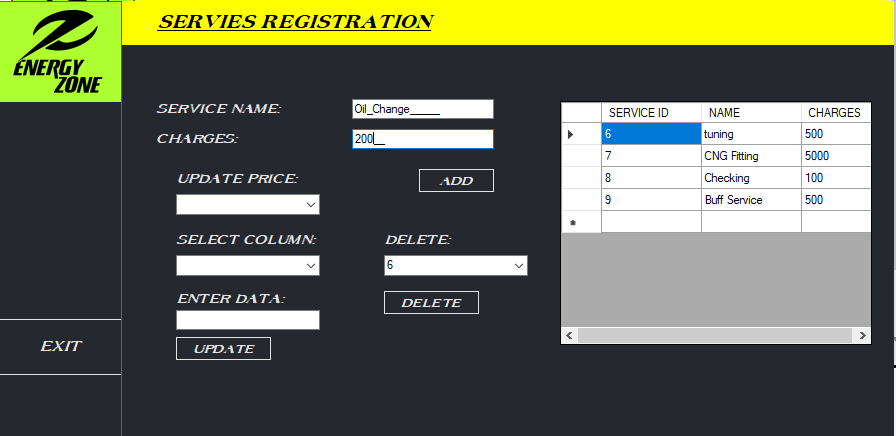 SERVIES REGISTRATION
ENERGY
ZONE
SERVICE NAME:
Oil_Change_____
CHARGES:
200__
UPDATE PRICE:
ADD
SELECT COLUMN:
DELETE:
6
ENTER DATA:
DELETE
UPDATE
EXIT
SERVICE ID NAME CHARGES
6 tuning 500
7 CNG Fitting 5000
8 Checking 100
9 Buff Service 500